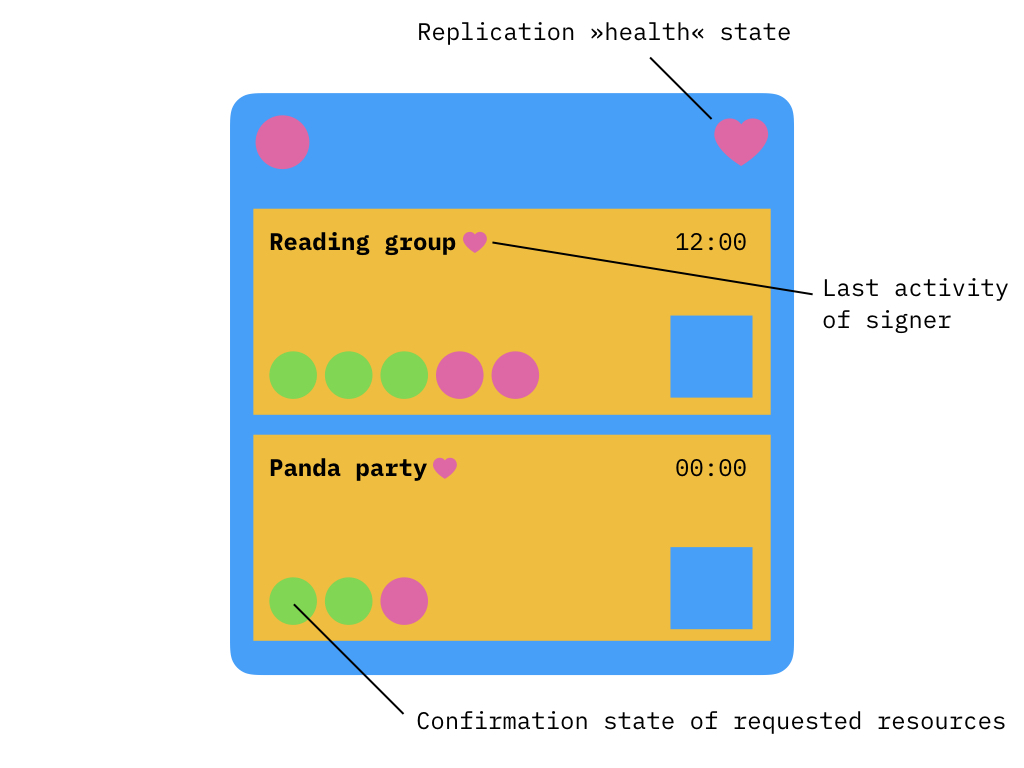 Replication »health« state
Reading group
12:00
Last activity
of signer
Panda party
00:00
Confirmation state of requested resources